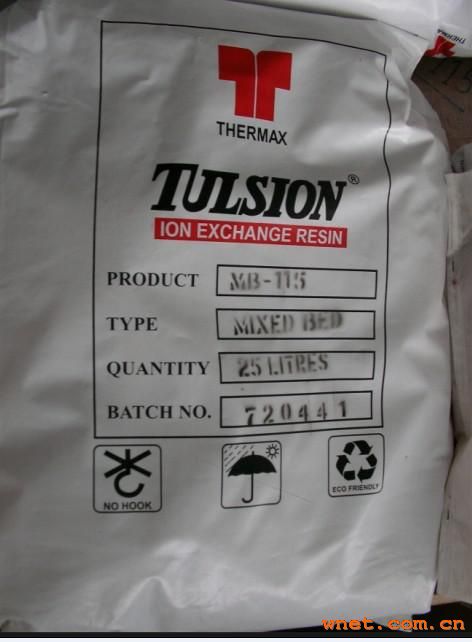 THERMAX
TULSION®
ION EXCHANGE RESIN
PRODUCT MB-115
TYPE MIXED BED
QUANTITY 25 LITRES
BATCH NO. 720441
NO HOOK
ECO FRIENDLY
THERMAX
wnet.com.cn